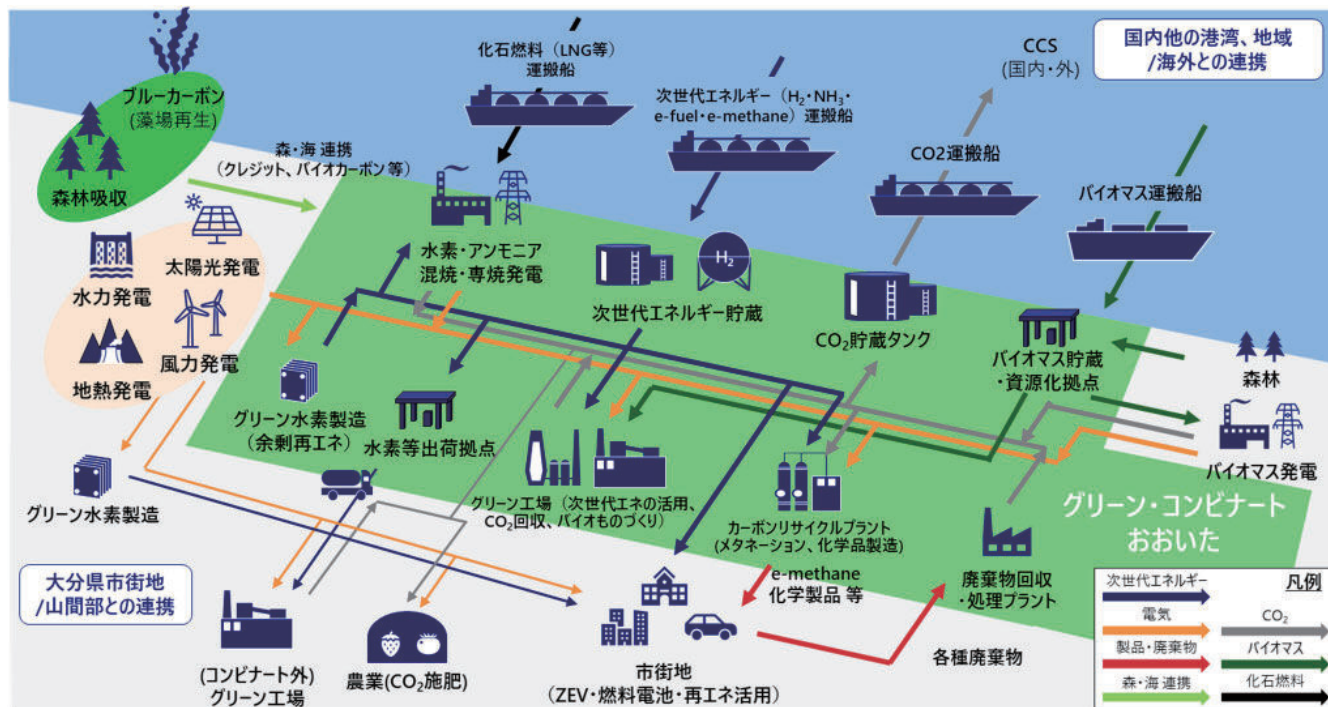 化石燃料（LNG等）
運搬船
CCS
(国内・外)
国内他の港湾、地域
/海外との連携
ブルーカーボン
(藻場再生)
次世代エネルギー（H₂・NH₃・
e-fuel・e-methane）運搬船
森・海 連携
(クレジット、バイオカーボン 等)
CO2運搬船
森林吸収
バイオマス運搬船
太陽光発電
水素・アンモニア
混焼・専焼発電
H₂
水力発電
次世代エネルギー貯蔵
CO₂貯蔵タンク
バイオマス貯蔵
・資源化拠点
風力発電
地熱発電
森林
グリーン水素製造
(余剰再エネ)
水素等出荷拠点
バイオマス発電
グリーン水素製造
グリーン工場（次世代エネの活用、
CO₂回収、バイオものづくり）
カーボンリサイクルプラント
(メタネーション、化学品製造)
グリーン・コンビナート
おおいた
大分県市街地
/山間部との連携
e-methane
化学製品 等
廃棄物回収
・処理プラント
各種廃棄物
(コンビナート外)
グリーン工場
農業(CO₂施肥)
市街地
（ZEV・燃料電池・再エネ活用）
次世代エネルギー
凡例
電気
CO₂
製品・廃棄物
バイオマス
森・海 連携
化石燃料